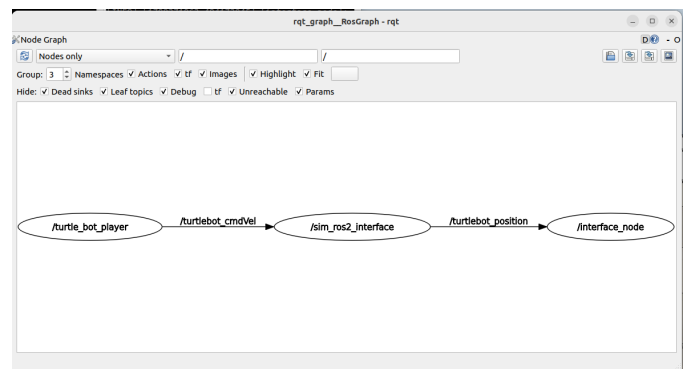 rqt_graph__RosGraph - rqt
Node Graph D - O
Nodes only / /
Group: 3 Namespaces Actions tf Images Highlight Fit
Hide: Dead sinks Leaf topics Debug tf Unreachable Params
/turtle_bot_player /turtlebot_cmdVel /sim_ros2_interface /turtlebot_position /interface_node